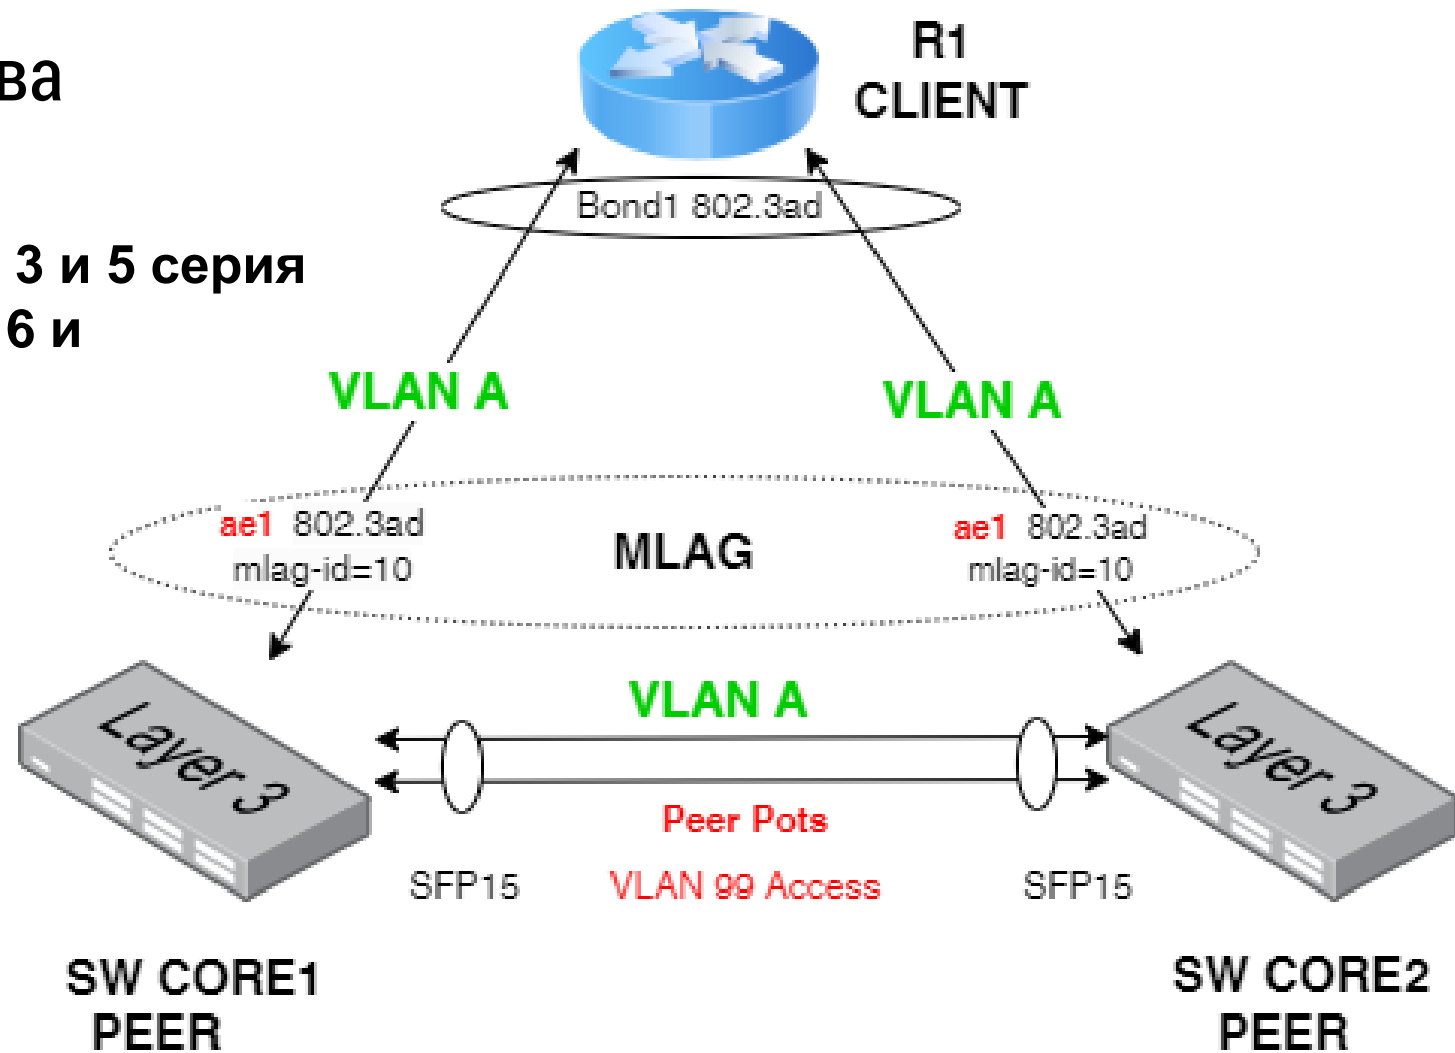 ва
R1
CLIENT
Bond1 802.3ad
3 и 5 серия
6 и
VLAN A
VLAN A
ae1 802.3ad
mlag-id=10
MLAG
ae1 802.3ad
mlag-id=10
Layer 3
VLAN A
Layer 3
Peer Pots
SFP15
VLAN 99 Access
SFP15
SW CORE1
PEER
SW CORE2
PEER